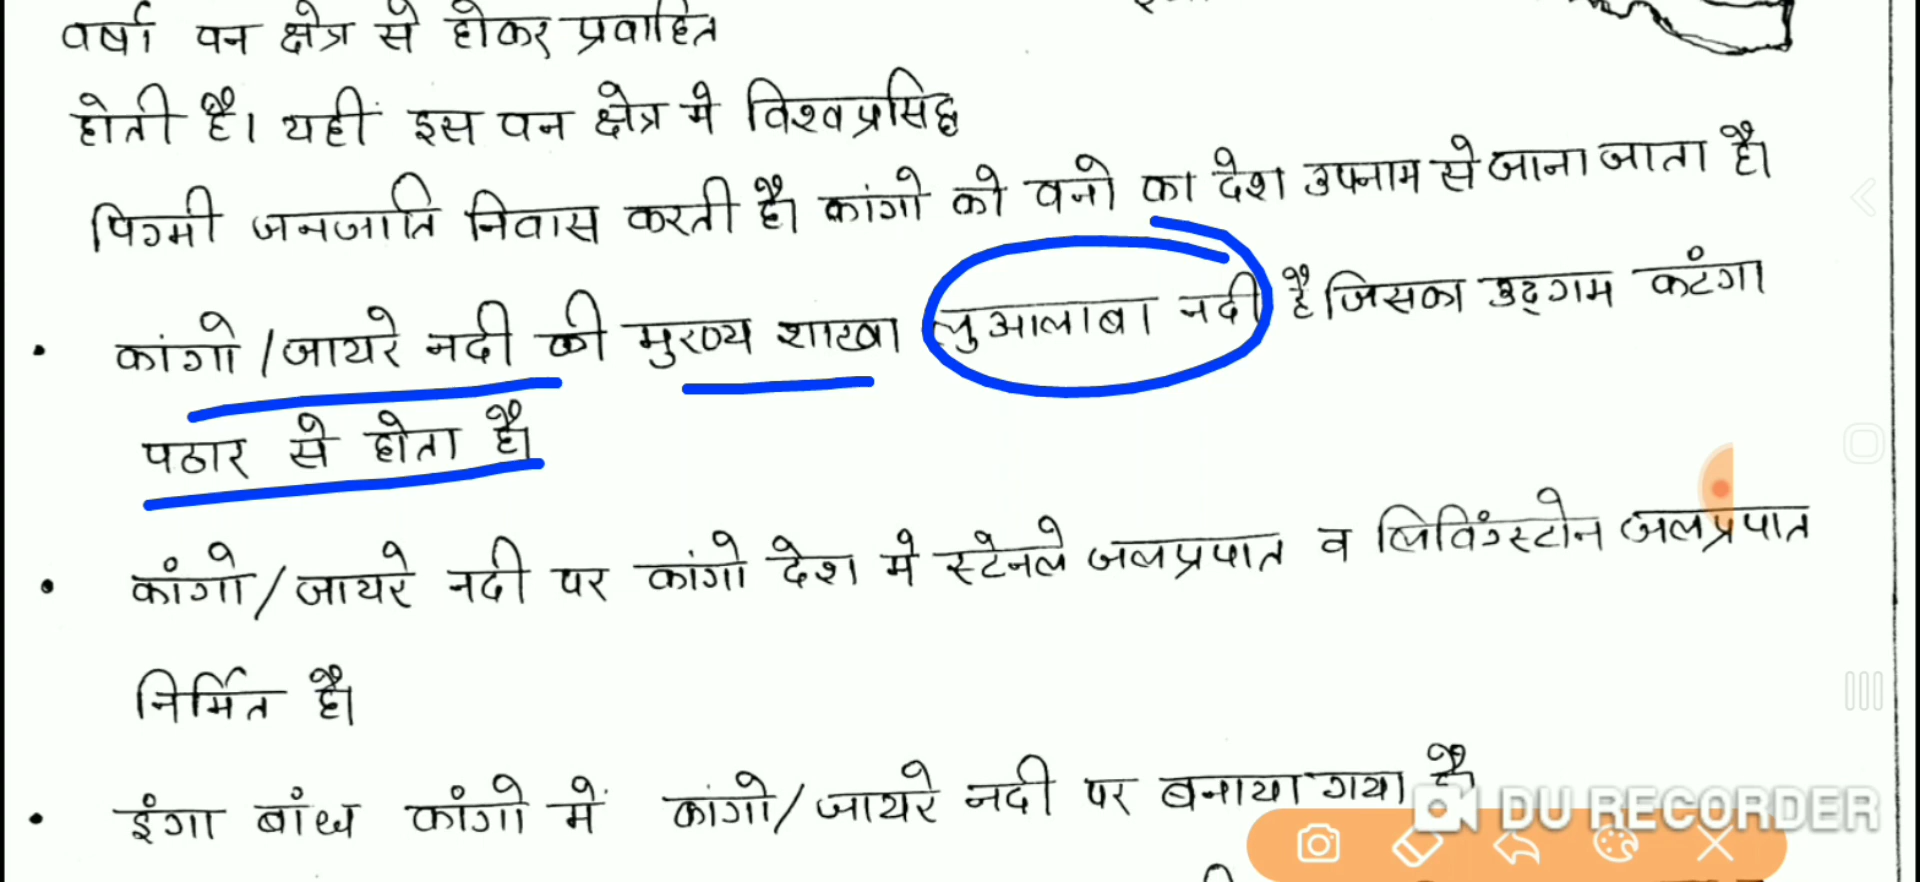 वर्षा वन क्षेत्र से होकर प्रवाहित
होती है। यही इस वन क्षेत्र मे विश्वप्रसिद्ध
पिग्मी जनजाति निवास करती है। कांगो को वनो का देश उपनाम से जाना जाता है।
• कांगो/जायरे नदी की मुख्य शाखा लुआलाबा नदी है जिसका उद्गम कटंगा
पठार से होता है।
• कांगो/जायरे नदी पर कांगो देश मे स्टेनले जलप्रपात व लिविंगस्टोन जलप्रपात
निर्मित है।
• इंगा बांध कांगो में कांगो/जायरे नदी पर बनाया गया है
DU RECORDER